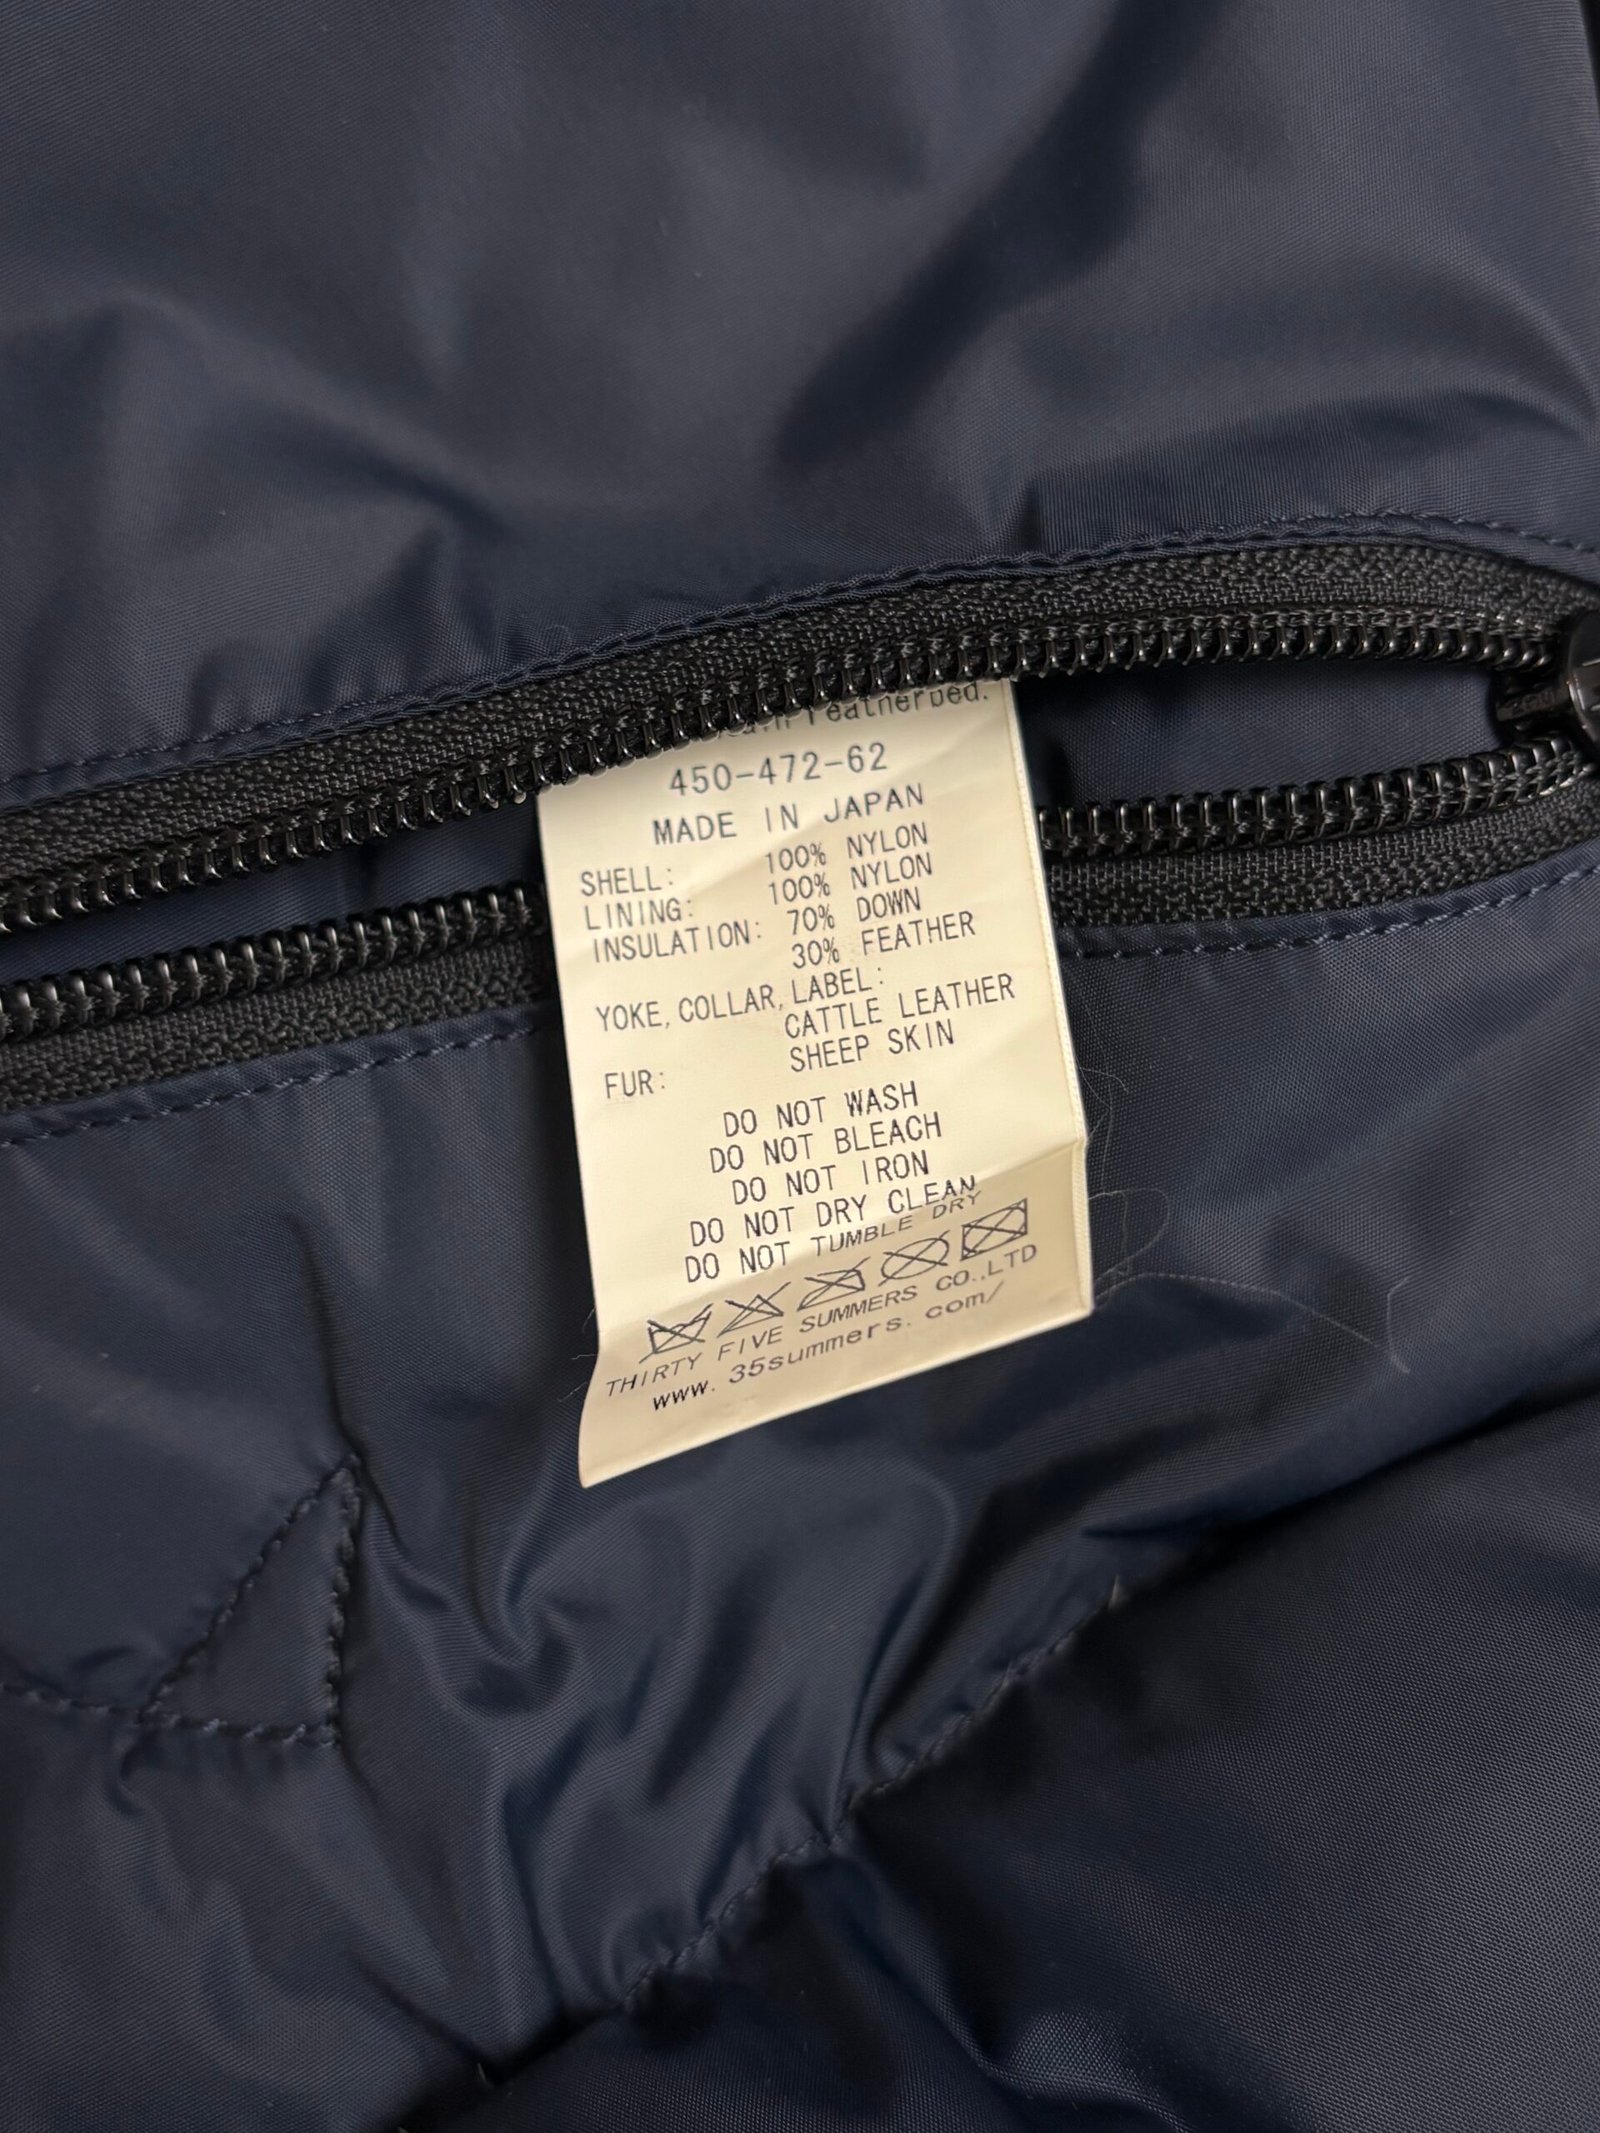 Featherbed.
450-472-62
MADE IN JAPAN
SHELL: 100% NYLON
LINING: 100% NYLON
INSULATION: 70% DOWN
30% FEATHER
YOKE, COLLAR, LABEL:
CATTLE LEATHER
FUR: SHEEP SKIN
DO NOT WASH
DO NOT BLEACH
DO NOT IRON
DO NOT DRY CLEAN
DO NOT TUMBLE DRY
THIRTY FIVE SUMMERS CO.,LTD
www.35summers.com/